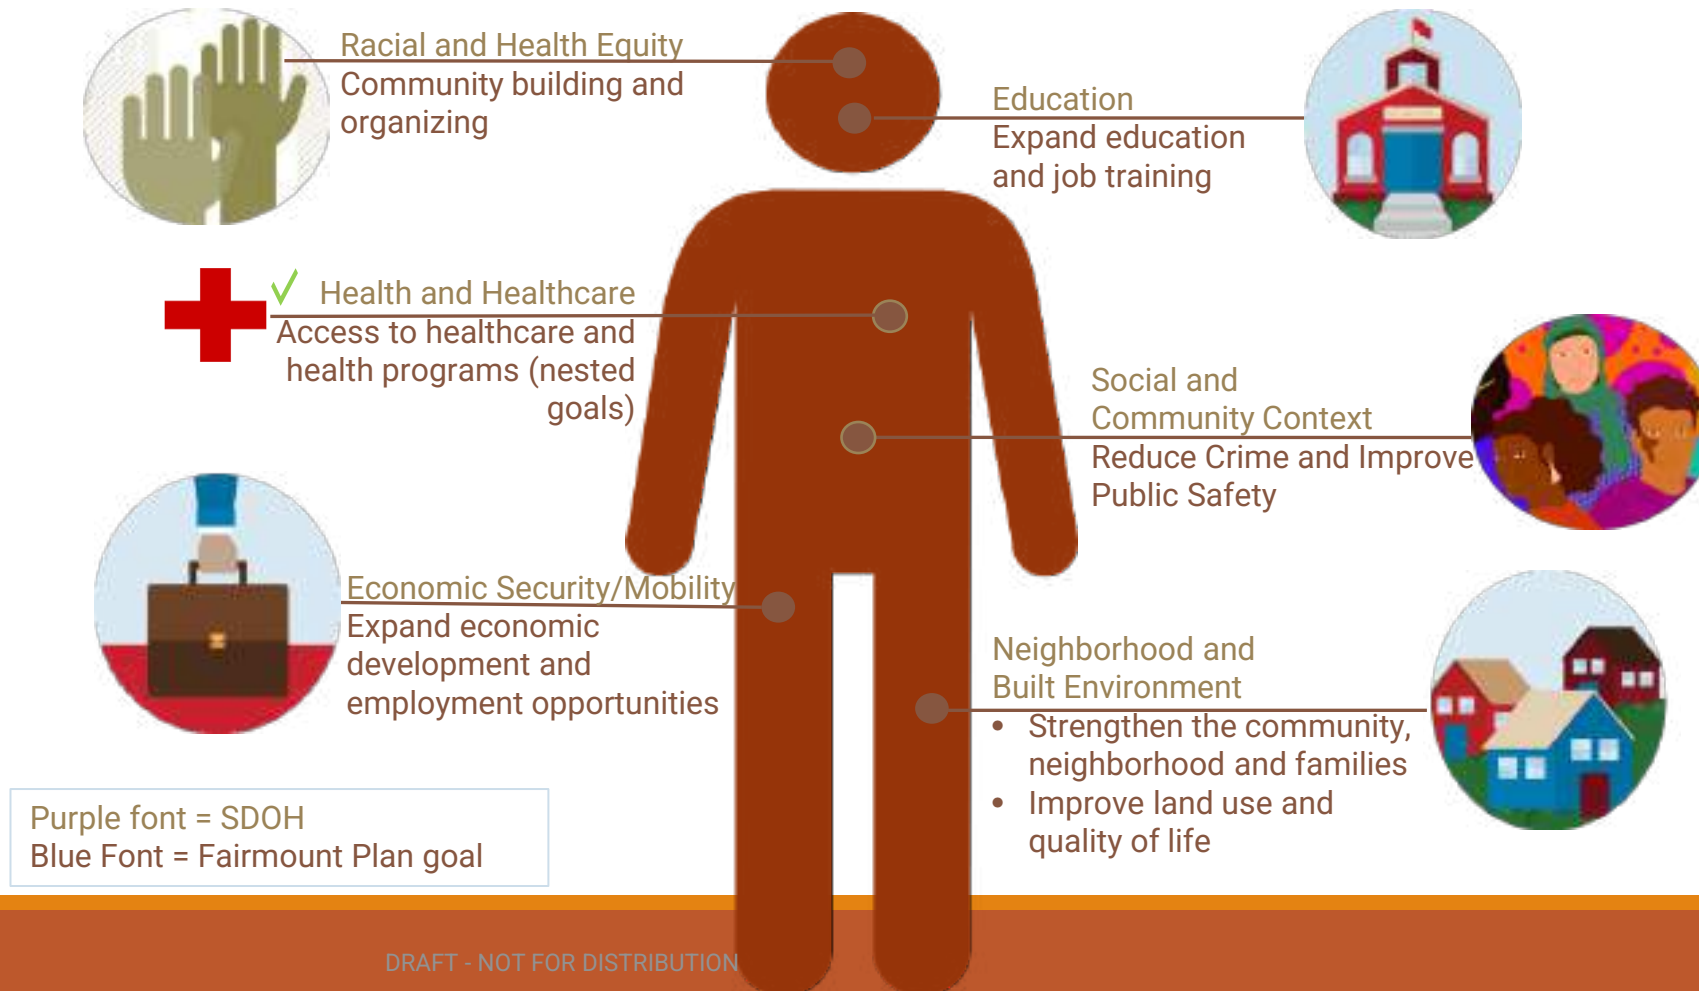 Racial and Health Equity
Community building and
organizing
Education
Expand education
and job training
Health and Healthcare
Access to healthcare and
health programs (nested
goals)
Social and
Community Context
Reduce Crime and Improve
Public Safety
Economic Security/Mobility
Expand economic
development and
employment opportunities
Neighborhood and
Built Environment
• Strengthen the community,
neighborhood and families
• Improve land use and
quality of life
Purple font = SDOH
Blue Font = Fairmount Plan goal
DRAFT - NOT FOR DISTRIBUTION